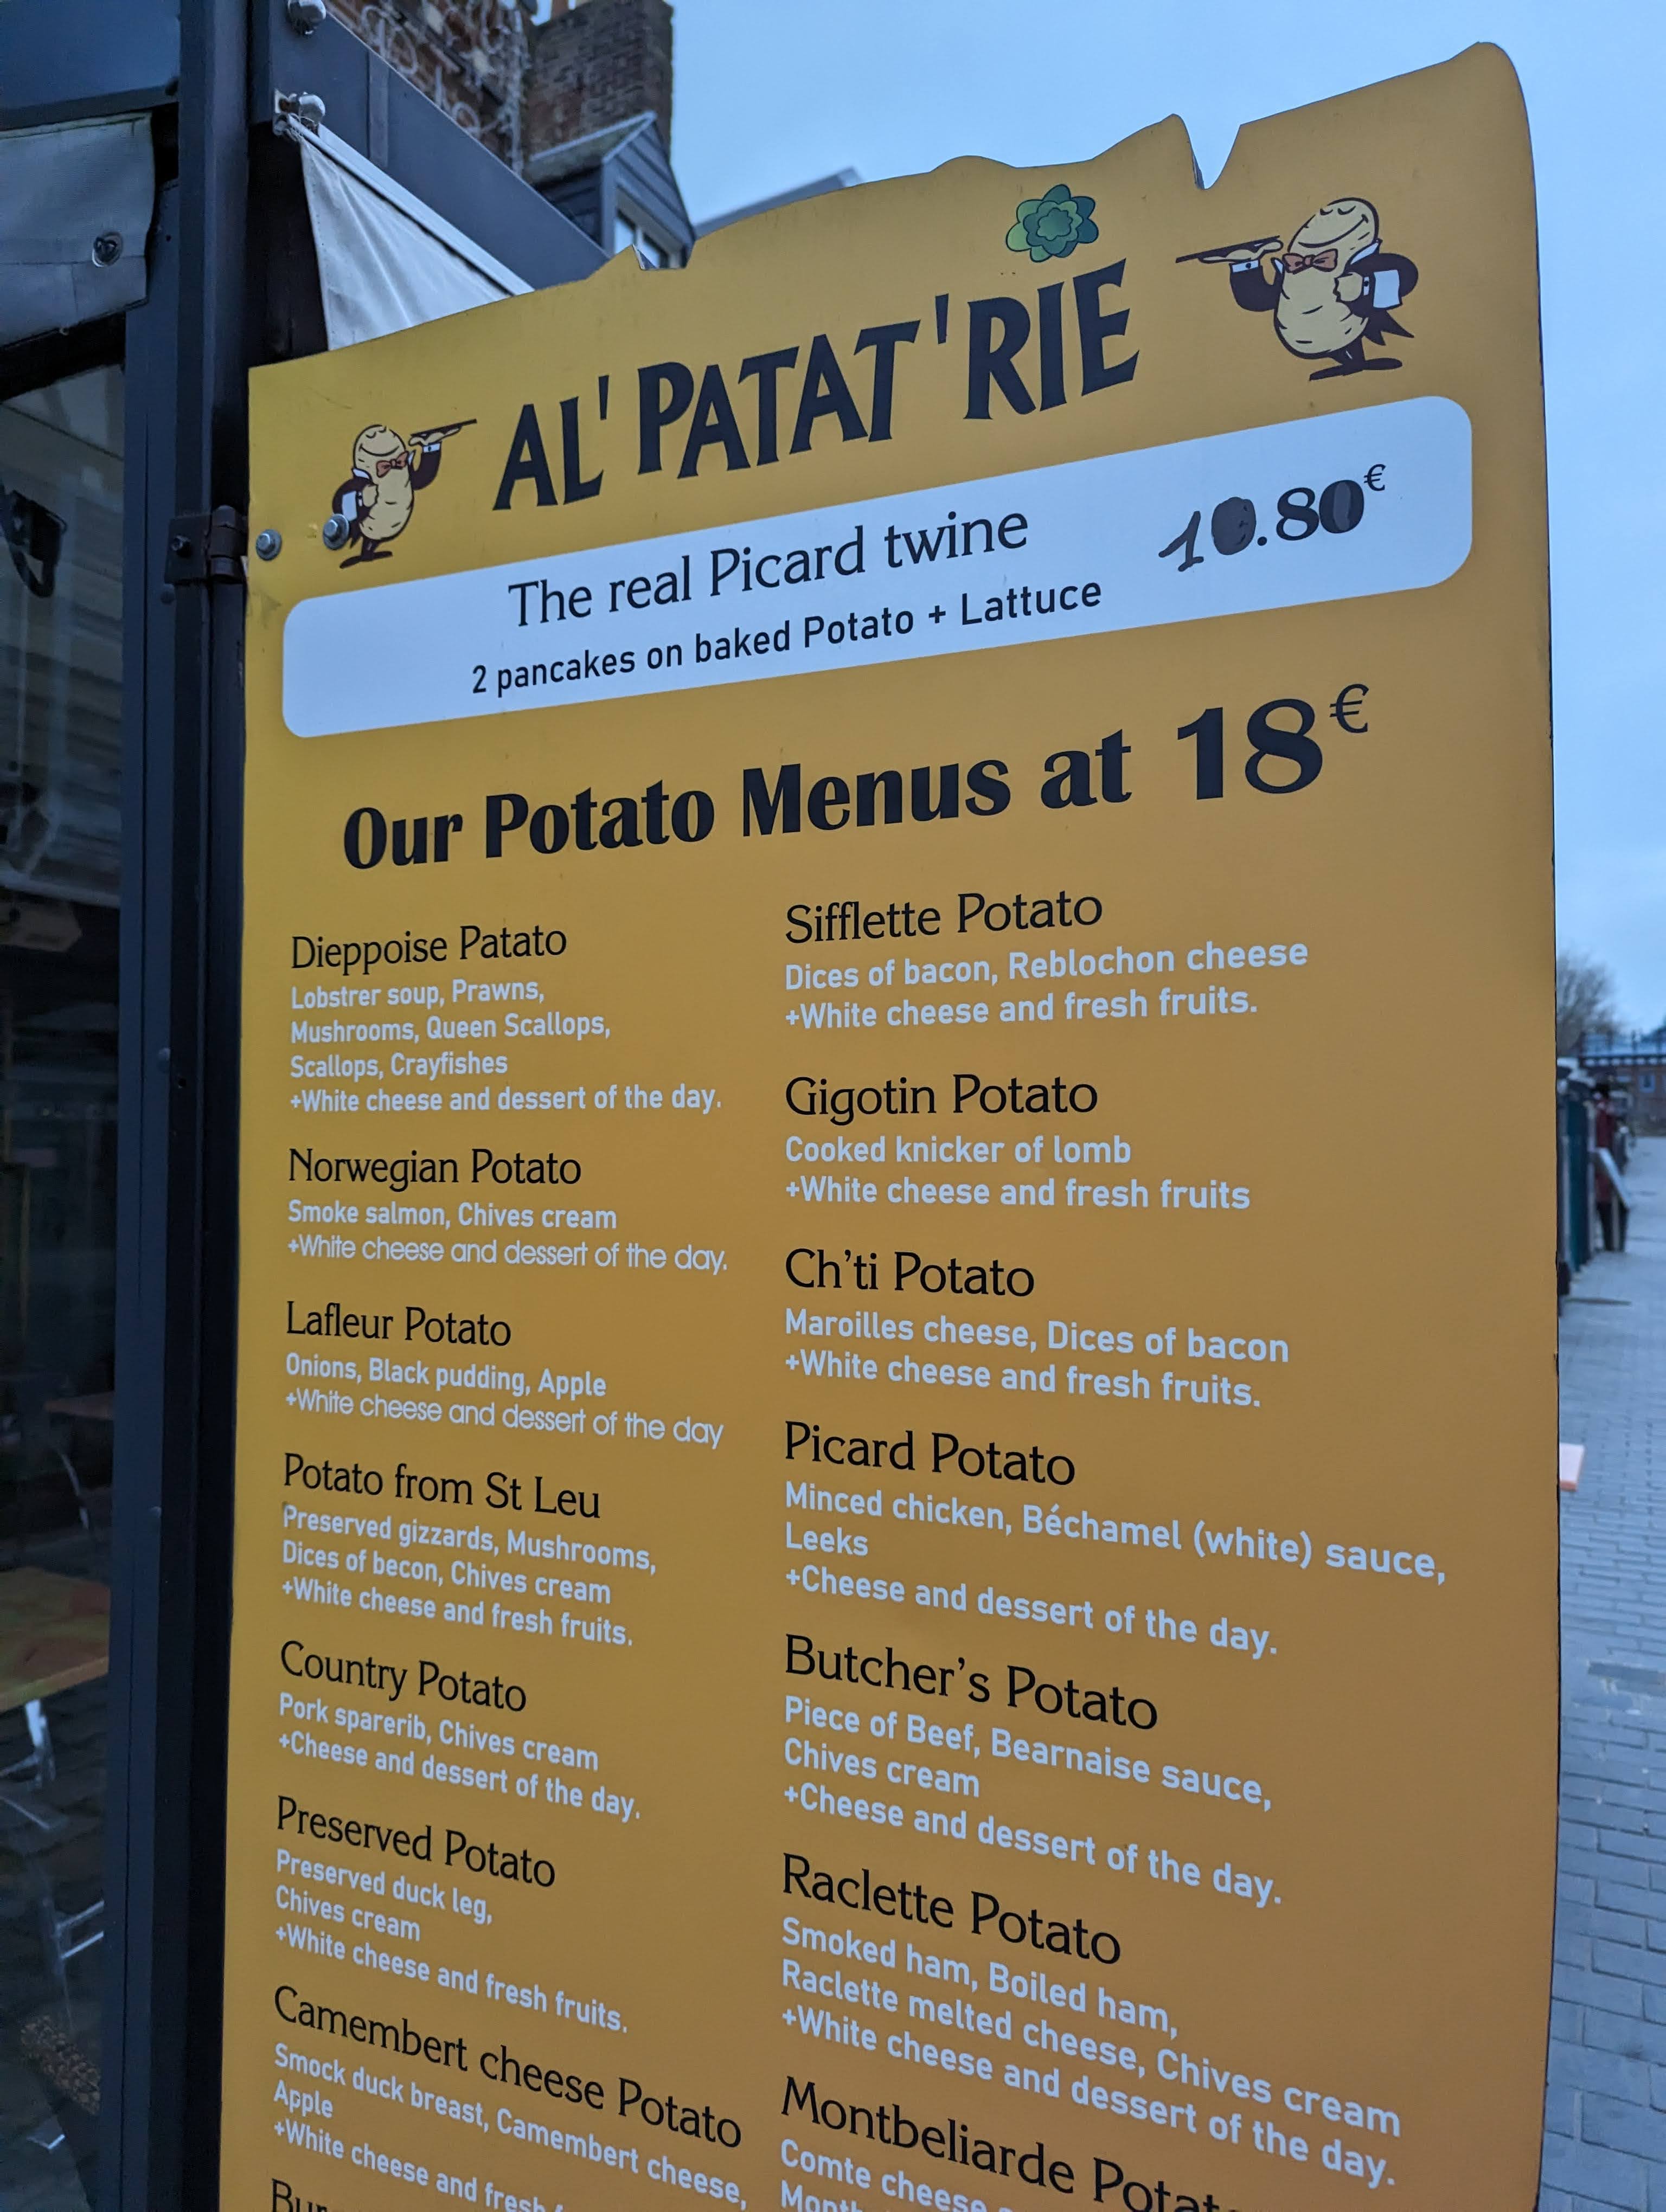 AL' PATAT'RIE
The real Picard twine
10.80€
2 pancakes on baked Potato + Lattuce
Our Potato Menus at 18€
Dieppoise Patato
Lobstrer soup, Prawns,
Mushrooms, Queen Scallops,
Scallops, Crayfishes
+White cheese and dessert of the day.
Norwegian Potato
Smoke salmon, Chives cream
+White cheese and dessert of the day.
Lafleur Potato
Onions, Black pudding, Apple
+White cheese and dessert of the day
Potato from St Leu
Preserved gizzards, Mushrooms,
Dices of becon, Chives cream
+White cheese and fresh fruits.
Country Potato
Pork sparerib, Chives cream
+Cheese and dessert of the day.
Preserved Potato
Preserved duck leg,
Chives cream
+White cheese and fresh fruits.
Camembert cheese Potato
Smock duck breast, Camembert cheese,
Apple
+White cheese and fresh
Sifflette Potato
Dices of bacon, Reblochon cheese
+White cheese and fresh fruits.
Gigotin Potato
Cooked knicker of lomb
+White cheese and fresh fruits
Ch'ti Potato
Maroilles cheese, Dices of bacon
+White cheese and fresh fruits.
Picard Potato
Minced chicken, Béchamel (white) sauce,
Leeks
+Cheese and dessert of the day.
Butcher's Potato
Piece of Beef, Bearnaise sauce,
Chives cream
+Cheese and dessert of the day.
Raclette Potato
Smoked ham, Boiled ham,
Raclette melted cheese, Chives cream
+White cheese and dessert of the day.
Montbeliarde Potat
Comte cheese